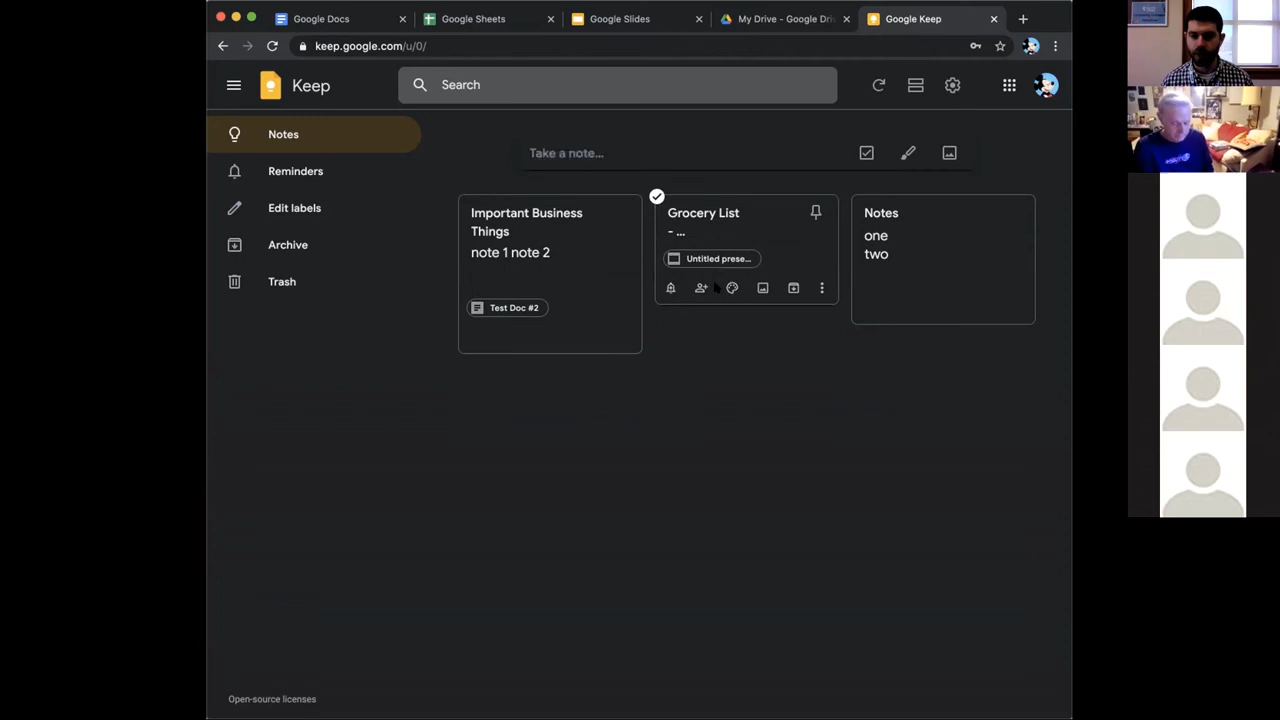 Google Docs
Google Sheets
Google Slides
My Drive - Google Dri
Google Keep
keep.google.com/u/0/
Keep
Search
Notes
Reminders
Edit labels
Archive
Trash
Take a note...
Important Business
Things
note 1 note 2
Test Doc #2
Grocery List
- ...
Untitled prese...
Notes
one
two
Open-source licenses